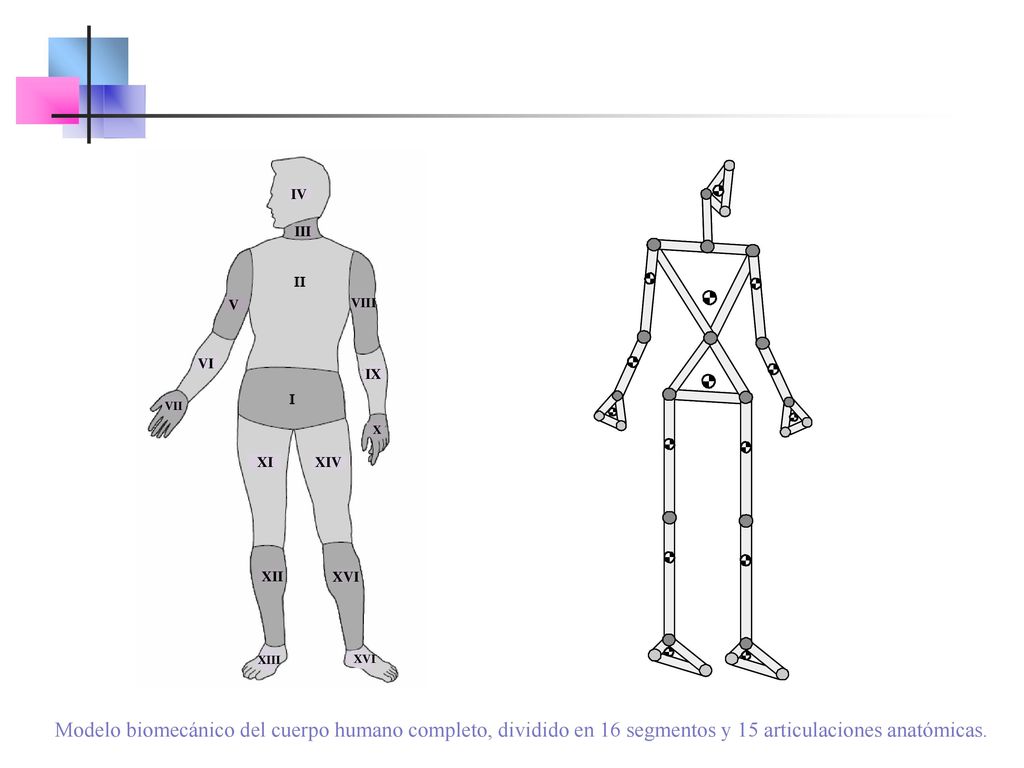 IV
III
II
V
VIII
VI
IX
I
VII
X
XI
XIV
XII
XVI
XIII
XVI
Modelo biomecánico del cuerpo humano completo, dividido en 16 segmentos y 15 articulaciones anatómicas.